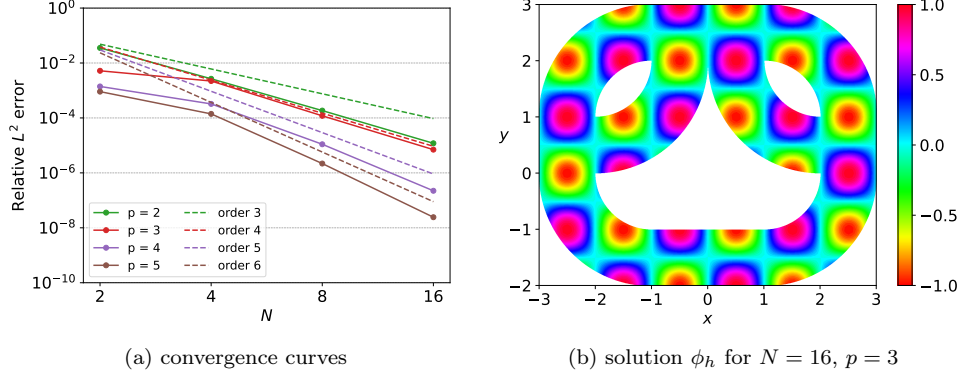 10^0
10^-2
10^-4
10^-6
10^-8
10^-10
Relative L^2 error
p = 2
p = 3
p = 4
p = 5
order 3
order 4
order 5
order 6
2 4 8 16
N
(a) convergence curves
3
2
1
0
−1
−2
y
−3 −2 −1 0 1 2 3
x
1.0
0.5
0.0
−0.5
−1.0
(b) solution ϕ_h for N = 16, p = 3